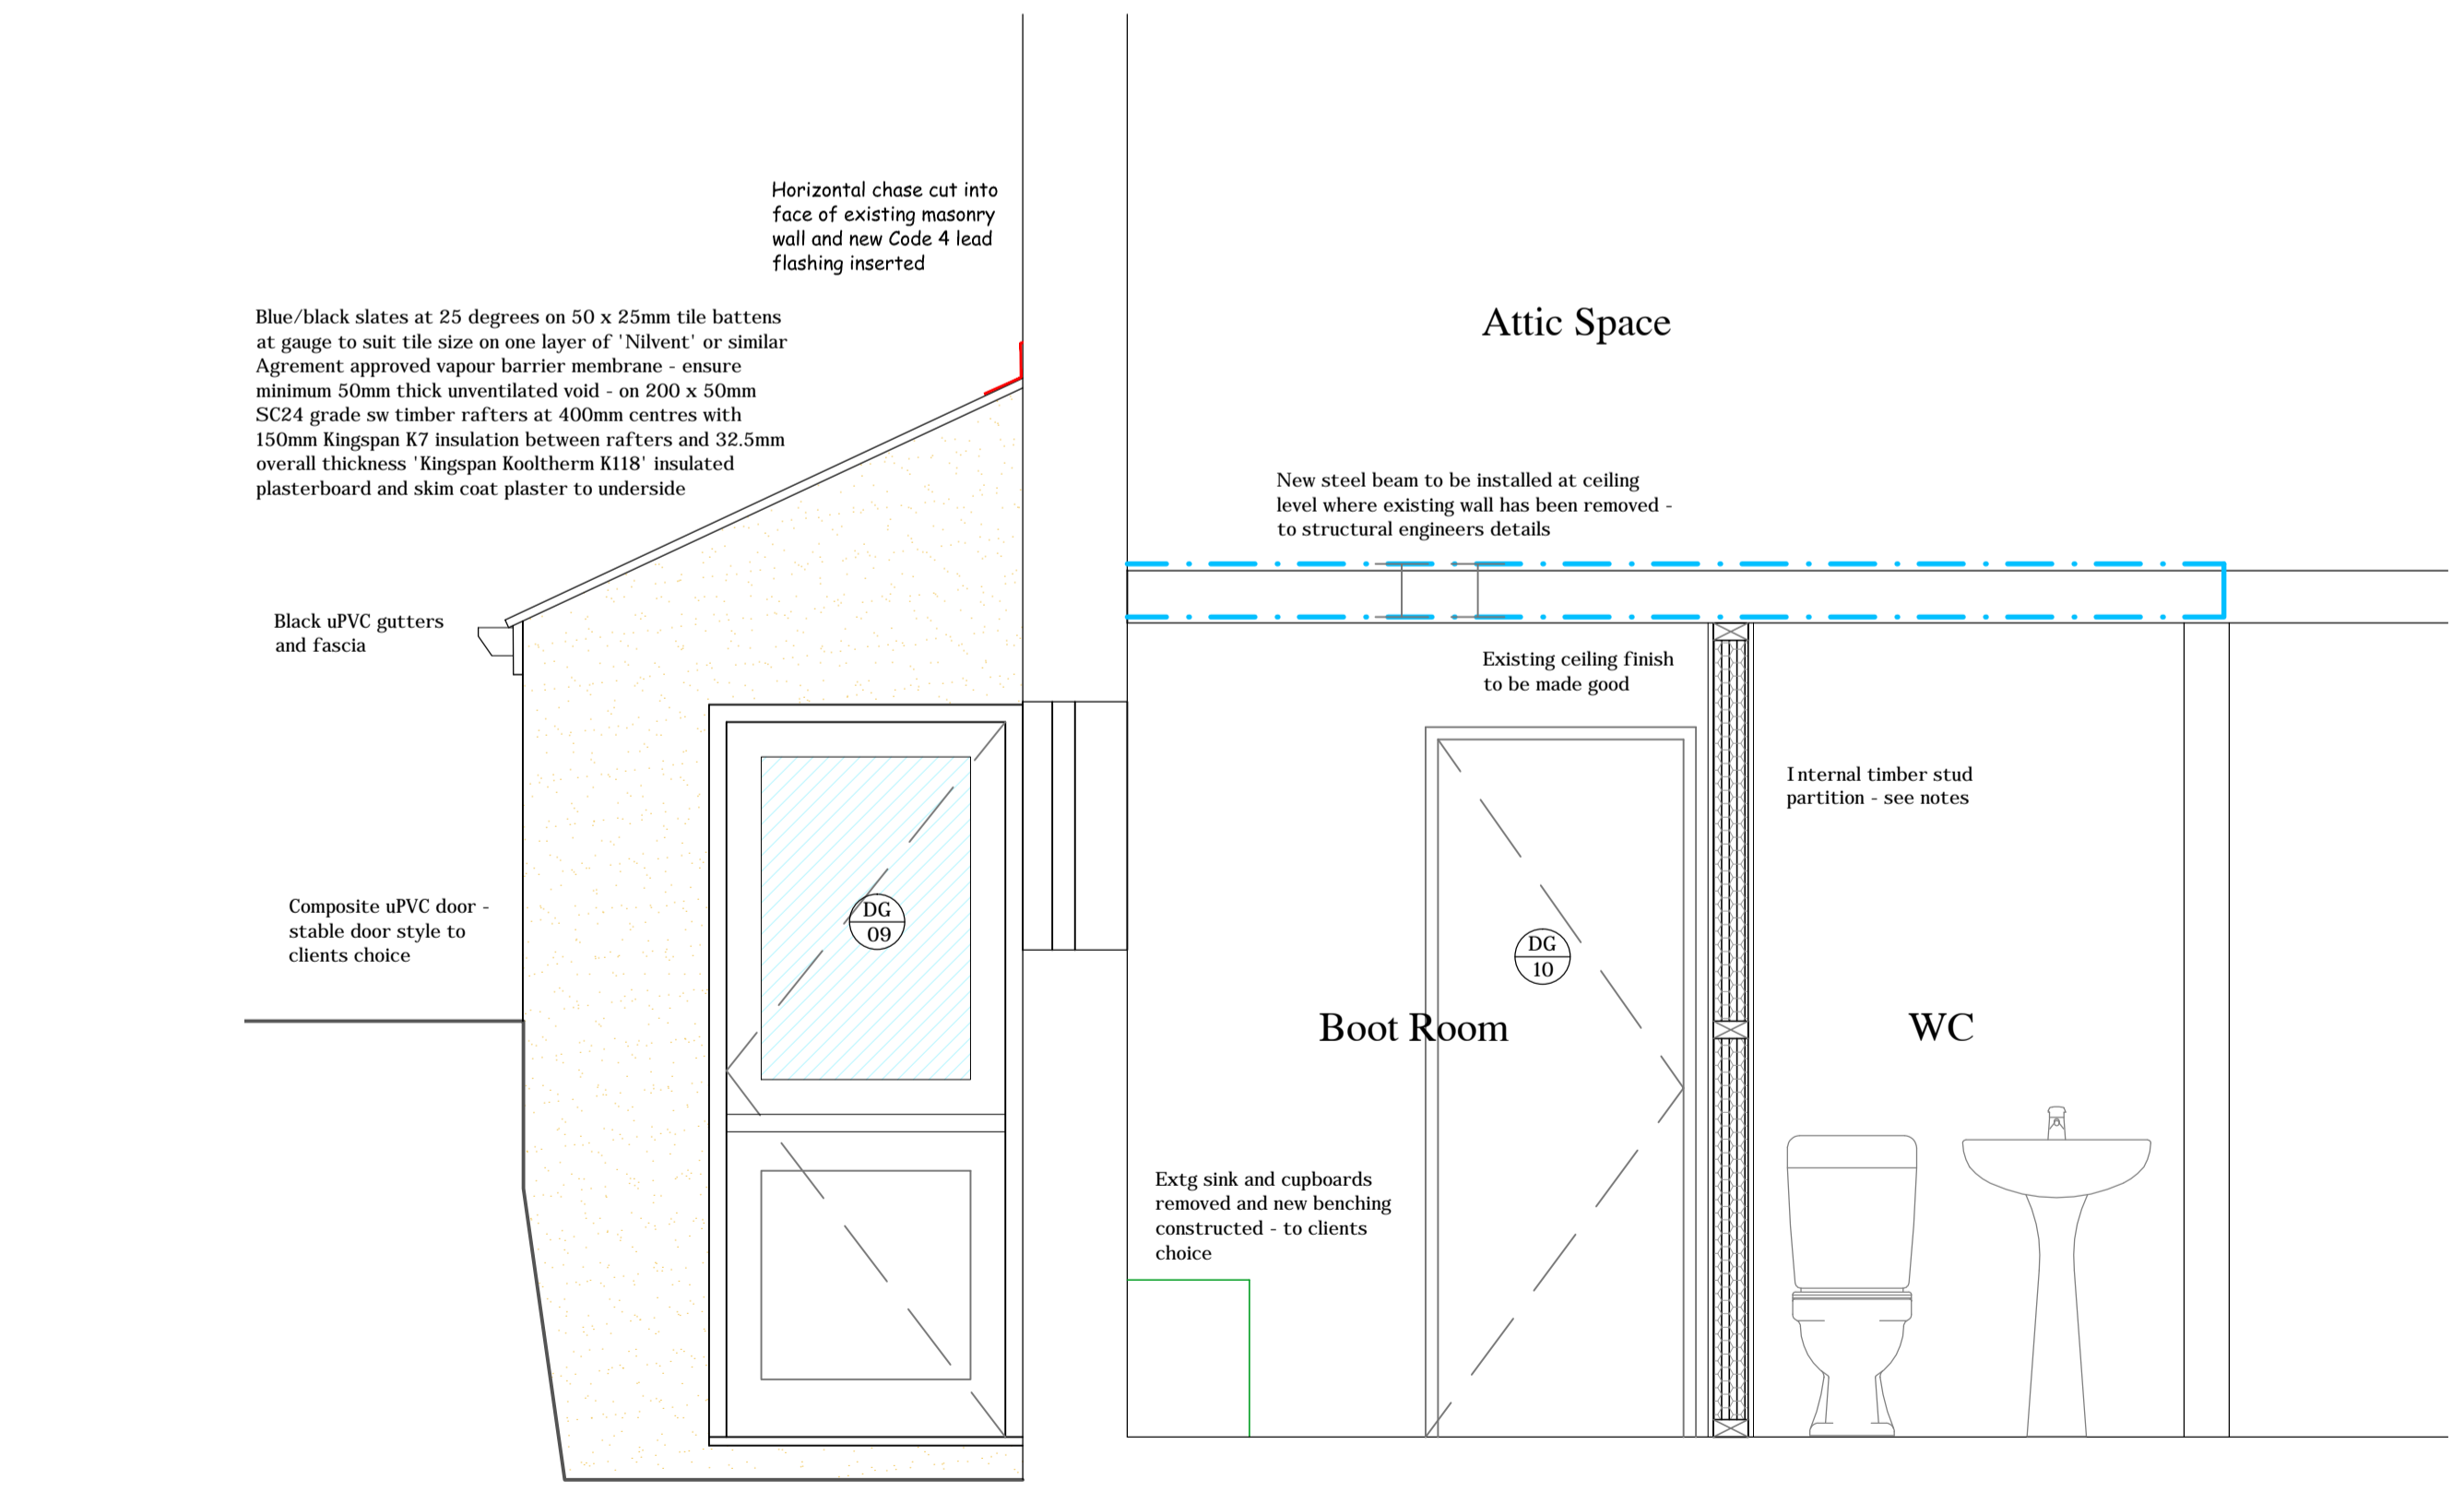 Horizontal chase cut into
face of existing masonry
wall and new Code 4 lead
flashing inserted
Blue/black slates at 25 degrees on 50 x 25mm tile battens
at gauge to suit tile size on one layer of 'Nilvent' or similar
Agrement approved vapour barrier membrane - ensure
minimum 50mm thick unventilated void - on 200 x 50mm
SC24 grade sw timber rafters at 400mm centres with
150mm Kingspan K7 insulation between rafters and 32.5mm
overall thickness 'Kingspan Kooltherm K118' insulated
plasterboard and skim coat plaster to underside
Attic Space
New steel beam to be installed at ceiling
level where existing wall has been removed -
to structural engineers details
Black uPVC gutters
and fascia
Existing ceiling finish
to be made good
Internal timber stud
partition - see notes
Composite uPVC door -
stable door style to
clients choice
DG
09
DG
10
Boot Room
WC
Extg sink and cupboards
removed and new benching
constructed - to clients
choice